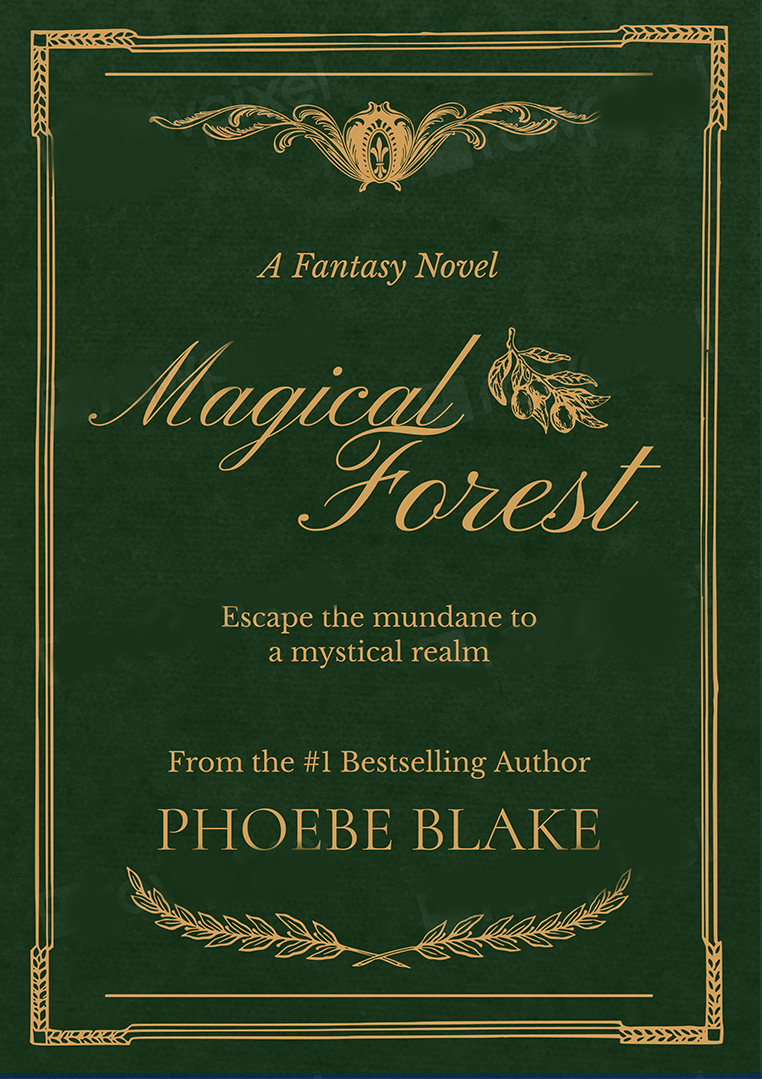 A Fantasy Novel
Magical
Forest
Escape the mundane to
a mystical realm
From the #1 Bestselling Author
PHOEBE BLAKE